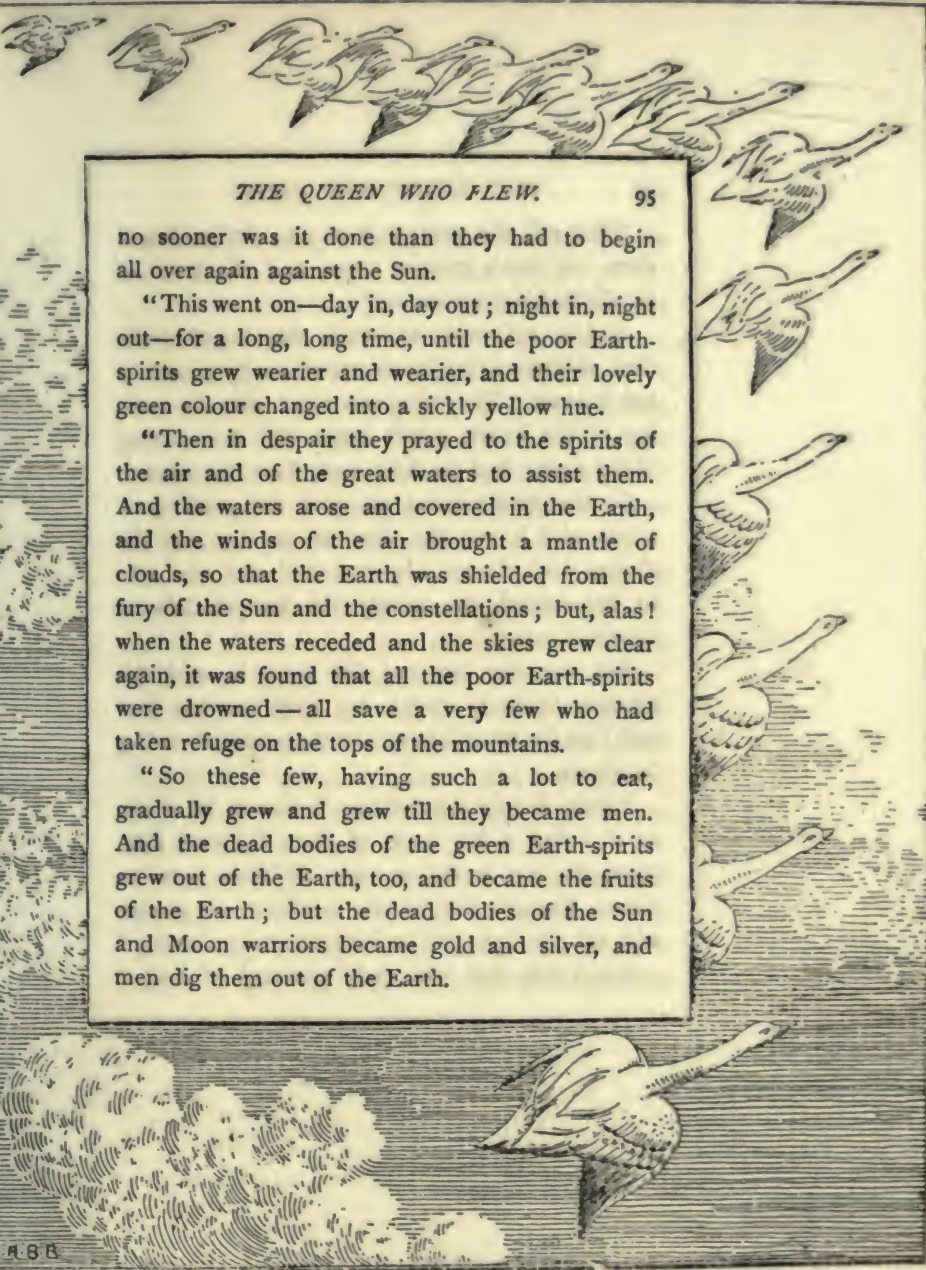 THE QUEEN WHO FLEW. 95
no sooner was it done than they had to begin
all over again against the Sun.
"This went on—day in, day out ; night in, night
out—for a long, long time, until the poor Earth-
spirits grew wearier and wearier, and their lovely
green colour changed into a sickly yellow hue.
"Then in despair they prayed to the spirits of
the air and of the great waters to assist them.
And the waters arose and covered in the Earth,
and the winds of the air brought a mantle of
clouds, so that the Earth was shielded from the
fury of the Sun and the constellations ; but, alas !
when the waters receded and the skies grew clear
again, it was found that all the poor Earth-spirits
were drowned — all save a very few who had
taken refuge on the tops of the mountains.
"So these few, having such a lot to eat,
gradually grew and grew till they became men.
And the dead bodies of the green Earth-spirits
grew out of the Earth, too, and became the fruits
of the Earth ; but the dead bodies of the Sun
and Moon warriors became gold and silver, and
men dig them out of the Earth.
A·B·B